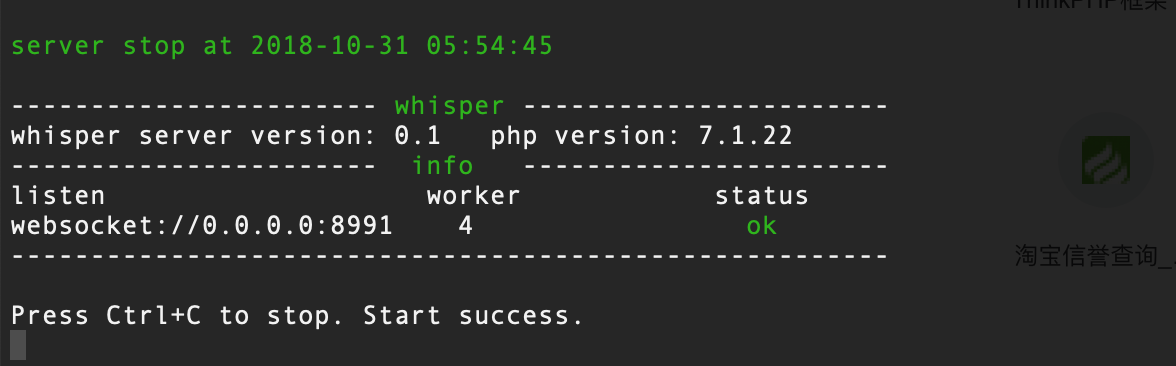 ThinkPHP框架
server stop at 2018-10-31 05:54:45
----------------------- whisper -----------------------
whisper server version: 0.1   php version: 7.1.22
-----------------------  info   -----------------------
listen                    worker            status
websocket://0.0.0.0:8991    4                 ok
-------------------------------------------------------
淘宝信誉查询_.
Press Ctrl+C to stop. Start success.